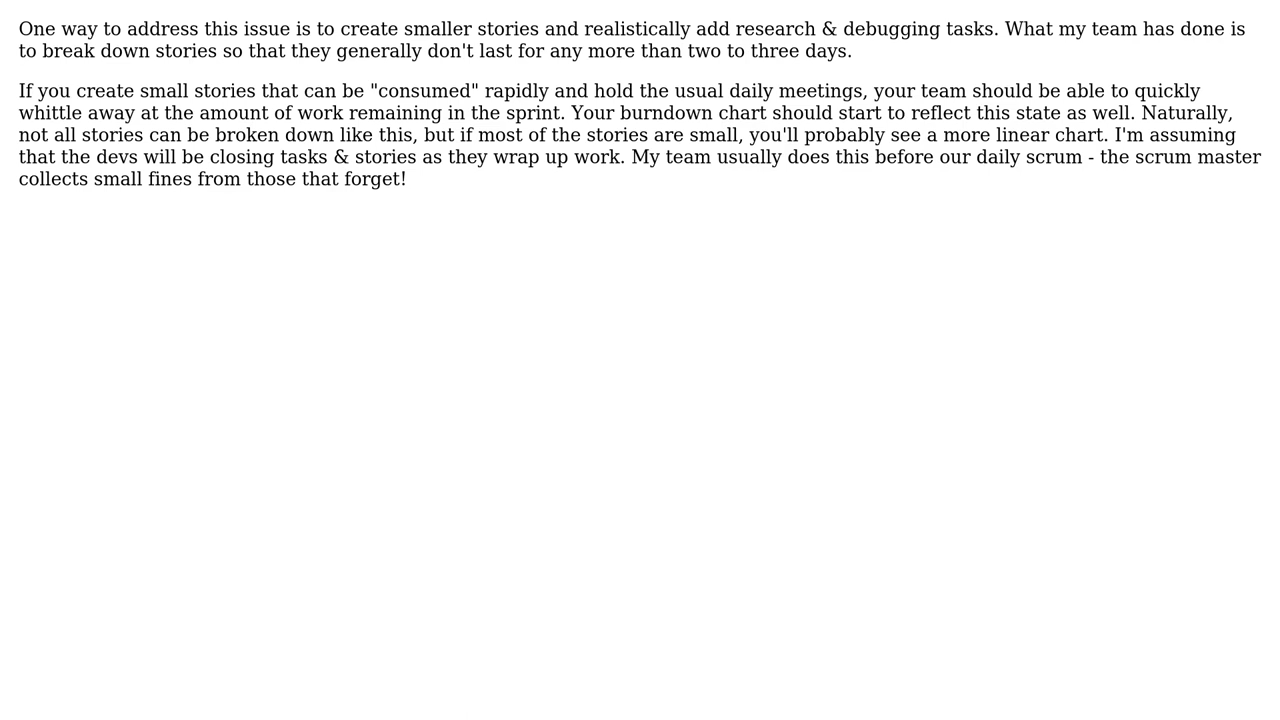 One way to address this issue is to create smaller stories and realistically add research & debugging tasks. What my team has done is
to break down stories so that they generally don't last for any more than two to three days.
If you create small stories that can be "consumed" rapidly and hold the usual daily meetings, your team should be able to quickly
whittle away at the amount of work remaining in the sprint. Your burndown chart should start to reflect this state as well. Naturally,
not all stories can be broken down like this, but if most of the stories are small, you'll probably see a more linear chart. I'm assuming
that the devs will be closing tasks & stories as they wrap up work. My team usually does this before our daily scrum - the scrum master
collects small fines from those that forget!